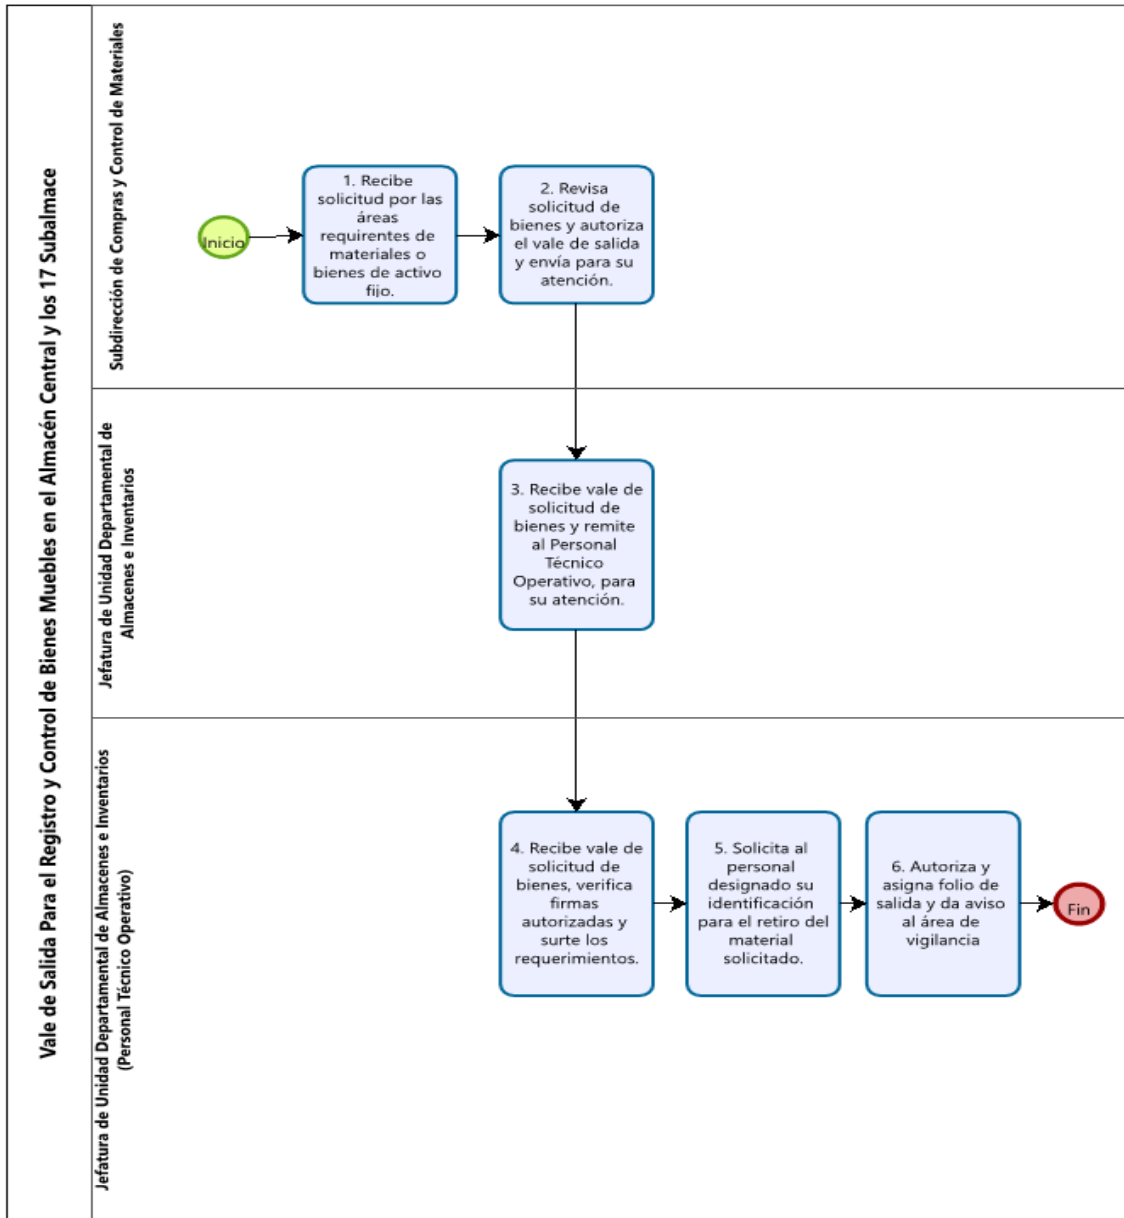 Vale de Salida Para el Registro y Control de Bienes Muebles en el Almacén Central y los 17 Subalmace
Subdirección de Compras y Control de Materiales
Inicio
1. Recibe
solicitud por las
áreas
requirentes de
materiales o
bienes de activo
fijo.
2. Revisa
solicitud de
bienes y autoriza
el vale de salida
y envía para su
atención.
Jefatura de Unidad Departamental de
Almacenes e Inventarios
3. Recibe vale de
solicitud de
bienes y remite
al Personal
Técnico
Operativo, para
su atención.
Jefatura de Unidad Departamental de Almacenes e Inventarios
(Personal Técnico Operativo)
4. Recibe vale de
solicitud de
bienes, verifica
firmas
autorizadas y
surte los
requerimientos.
5. Solicita al
personal
designado su
identificación
para el retiro del
material
solicitado.
6. Autoriza y
asigna folio de
salida y da aviso
al área de
vigilancia
Fin